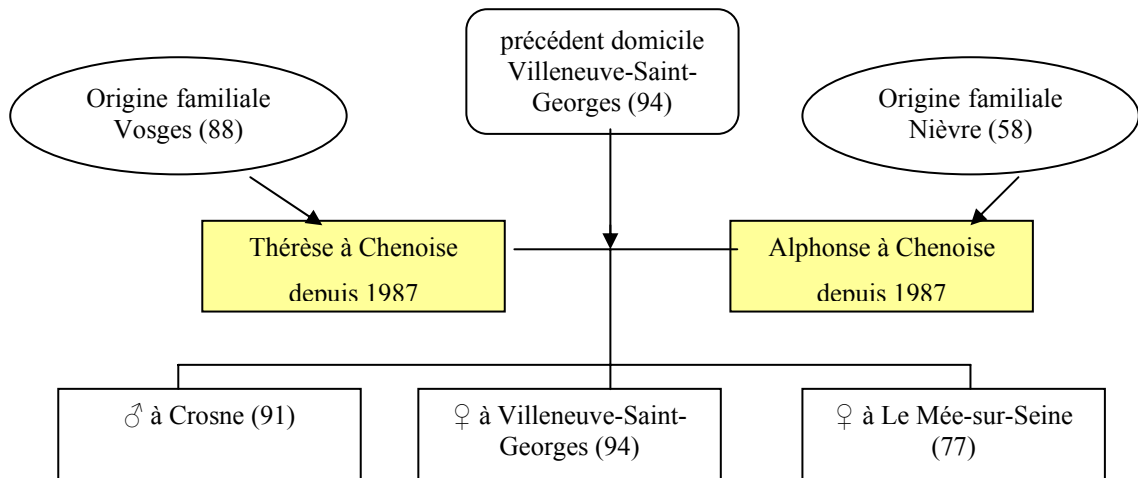 précédent domicile
Villeneuve-Saint-
Georges (94)
Origine familiale
Vosges (88)
Origine familiale
Nièvre (58)
Thérèse à Chenoise
depuis 1987
Alphonse à Chenoise
depuis 1987
♂ à Crosne (91)
♀ à Villeneuve-Saint-
Georges (94)
♀ à Le Mée-sur-Seine
(77)